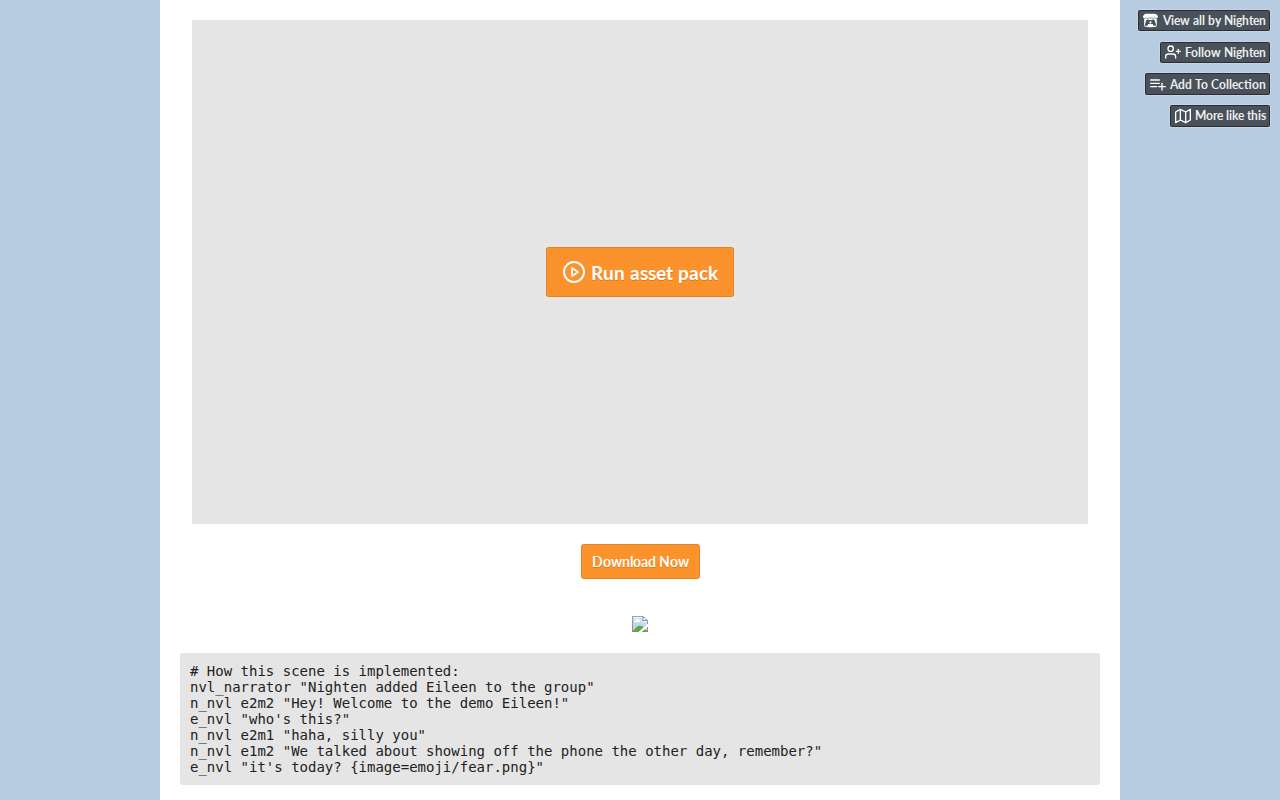 View all by Nighten
Follow Nighten
Add To Collection
More like this
Run asset pack
Download Now
# How this scene is implemented:
nvl_narrator "Nighten added Eileen to the group"
n_nvl e2m2 "Hey! Welcome to the demo Eileen!"
e_nvl "who's this?"
n_nvl e2m1 "haha, silly you"
n_nvl e1m2 "We talked about showing off the phone the other day, remember?"
e_nvl "it's today? {image=emoji/fear.png}"